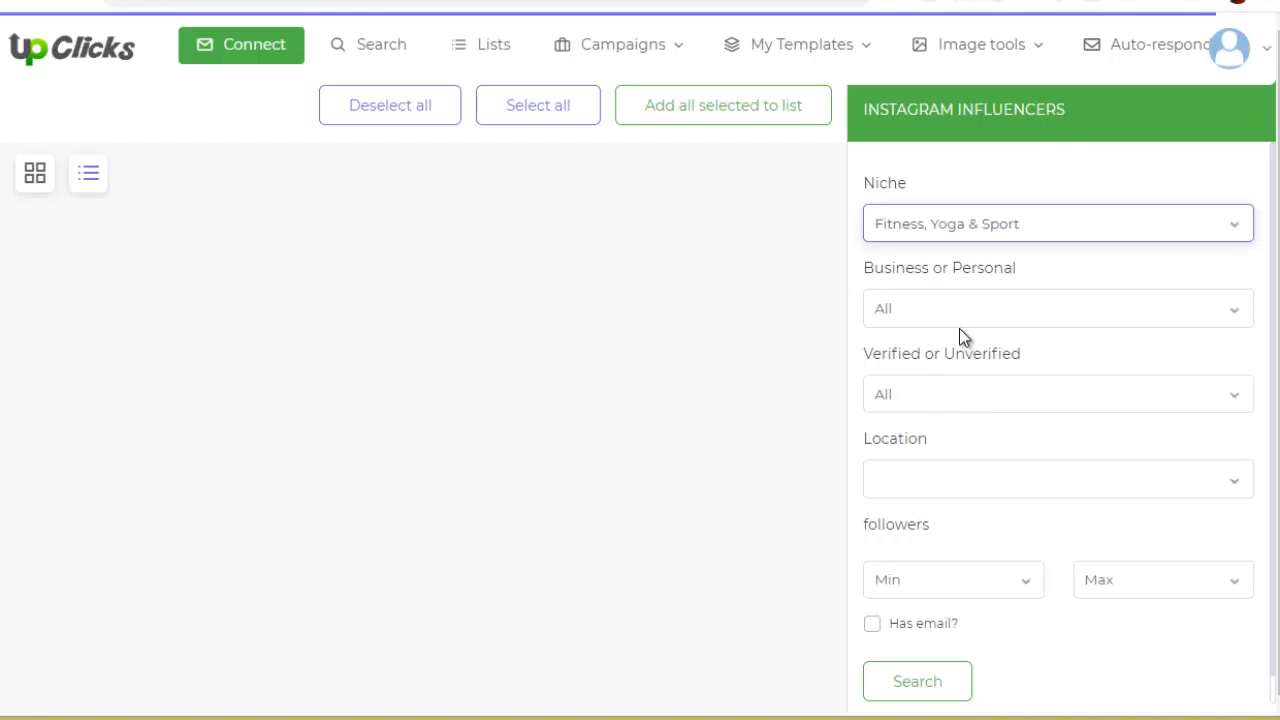 up Clicks
Connect
Search
Lists
Campaigns
My Templates
Image tools
Auto-respond
Deselect all
Select all
Add all selected to list
INSTAGRAM INFLUENCERS
Niche
Fitness, Yoga & Sport
Business or Personal
All
Verified or Unverified
All
Location
followers
Min
Max
Has email?
Search